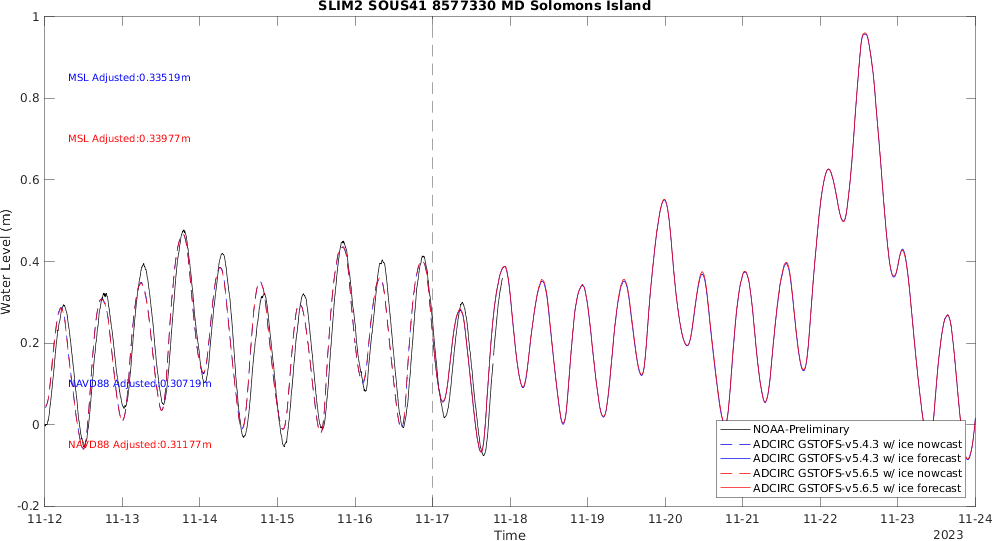 SLIM2 SOUS41 8577330 MD Solomons Island
1
0.8
0.6
0.4
0.2
0
-0.2
Water Level (m)
MSL Adjusted:0.33519m
MSL Adjusted:0.33977m
NAVD88 Adjusted:0.30719m
NAVD88 Adjusted:0.31177m
NOAA-Preliminary
ADCIRC GSTOFS-v5.4.3 w/ ice nowcast
ADCIRC GSTOFS-v5.4.3 w/ ice forecast
ADCIRC GSTOFS-v5.6.5 w/ ice nowcast
ADCIRC GSTOFS-v5.6.5 w/ ice forecast
11-12 11-13 11-14 11-15 11-16 11-17 11-18 11-19 11-20 11-21 11-22 11-23 11-24
Time
2023